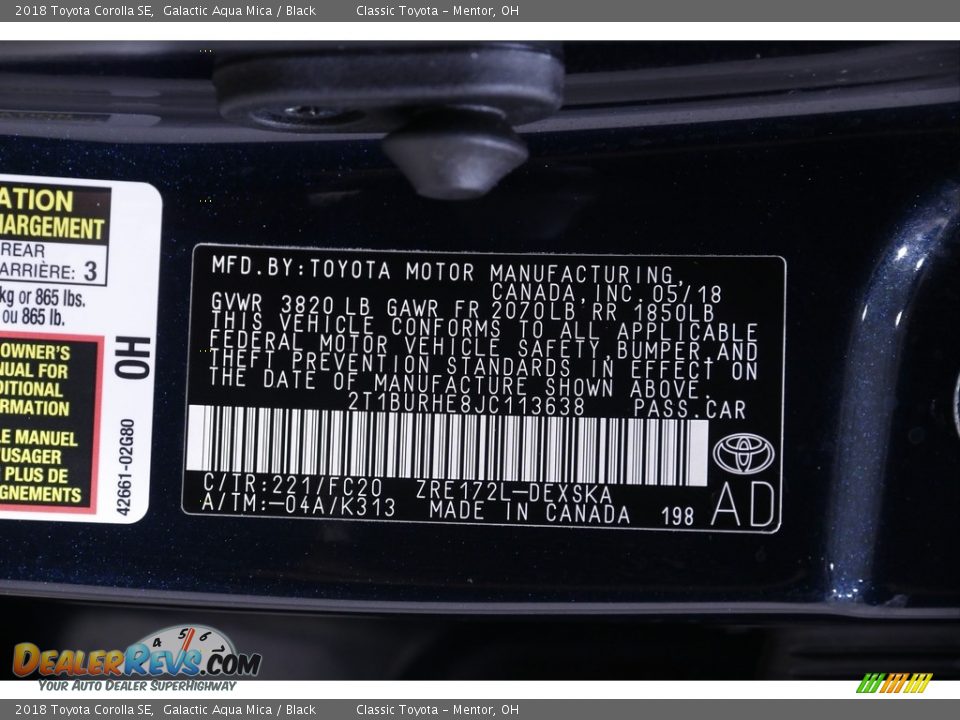 2018 Toyota Corolla SE, Galactic Aqua Mica / Black Classic Toyota - Mentor, OH
ATION
HARGEMENT
REAR
ARRIÈRE: 3
kg or 865 lbs.
ou 865 lb.
OWNER'S
NUAL FOR
DITIONAL
RMATION
LE MANUEL
'USAGER
PLUS DE
GNEMENTS
OH
42661-02G80
MFD.BY:TOYOTA MOTOR MANUFACTURING,
CANADA,INC.05/18
GVWR 3820 LB GAWR FR 2070LB RR 1850LB
THIS VEHICLE CONFORMS TO ALL APPLICABLE
FEDERAL MOTOR VEHICLE SAFETY,BUMPER,AND
THEFT PREVENTION STANDARDS IN EFFECT ON
THE DATE OF MANUFACTURE SHOWN ABOVE.
2T1BURHE8JC113638 PASS.CAR
C/TR:221/FC20 ZRE172L-DEXSKA
A/TM:-04A/K313 MADE IN CANADA 198 AD
4 5 6
DEALERREVS.COM
YOUR AUTO DEALER SUPERHIGHWAY
2018 Toyota Corolla SE, Galactic Aqua Mica / Black Classic Toyota - Mentor, OH